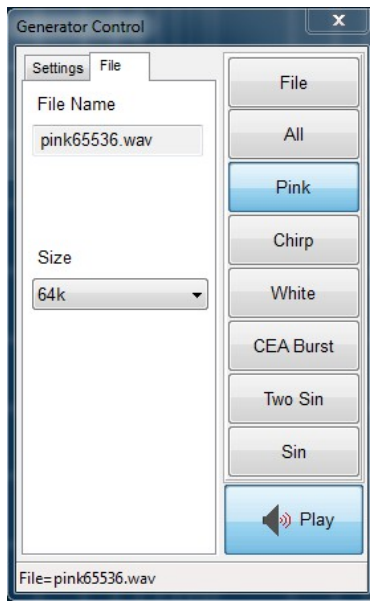 Generator Control
x
Settings File
File Name
pink65536.wav
Size
64k
File
All
Pink
Chirp
White
CEA Burst
Two Sin
Sin
Play
File=pink65536.wav